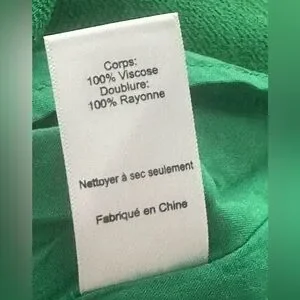 Corps:
100% Viscose
Doublure:
100% Rayonne
Nettoyer à sec seulement
Fabriqué en Chine